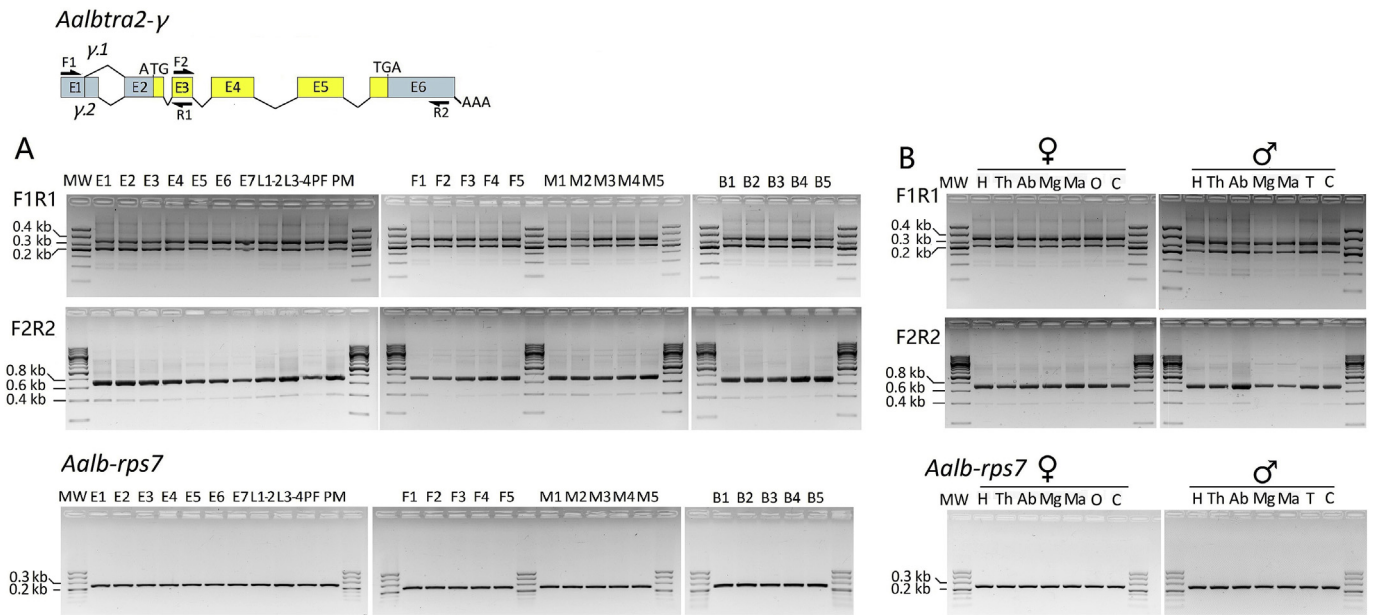 Aalbtra2-γ
γ.1
F1 ATG F2 TGA
E1 E2 E3 E4 E5 E6
γ.2 R1 R2 AAA
A
MW E1 E2 E3 E4 E5 E6 E7 L1-2 L3-4 PF PM F1 F2 F3 F4 F5 M1 M2 M3 M4 M5 B1 B2 B3 B4 B5
F1R1
0.4 kb
0.3 kb
0.2 kb
F2R2
0.8 kb
0.6 kb
0.4 kb
Aalb-rps7
MW E1 E2 E3 E4 E5 E6 E7 L1-2 L3-4 PF PM F1 F2 F3 F4 F5 M1 M2 M3 M4 M5 B1 B2 B3 B4 B5
0.3 kb
0.2 kb
B ♀ ♂
F1R1
MW H Th Ab Mg Ma O C H Th Ab Mg Ma T C
0.4 kb
0.3 kb
0.2 kb
F2R2
0.8 kb
0.6 kb
0.4 kb
Aalb-rps7 ♀ ♂
MW H Th Ab Mg Ma O C H Th Ab Mg Ma T C
0.3 kb
0.2 kb